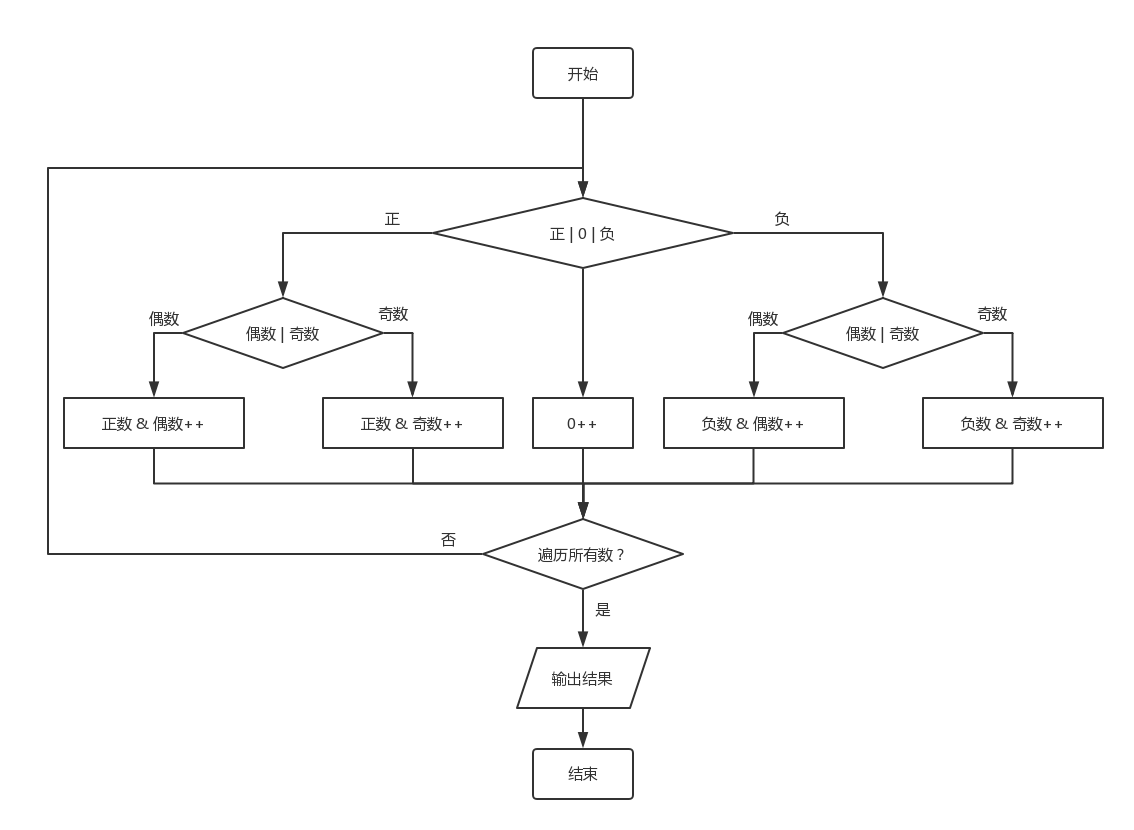 开始
正
正 | 0 | 负
负
偶数
偶数 | 奇数
奇数
偶数
偶数 | 奇数
奇数
正数 & 偶数++
正数 & 奇数++
0++
负数 & 偶数++
负数 & 奇数++
否
遍历所有数？
是
输出结果
结束